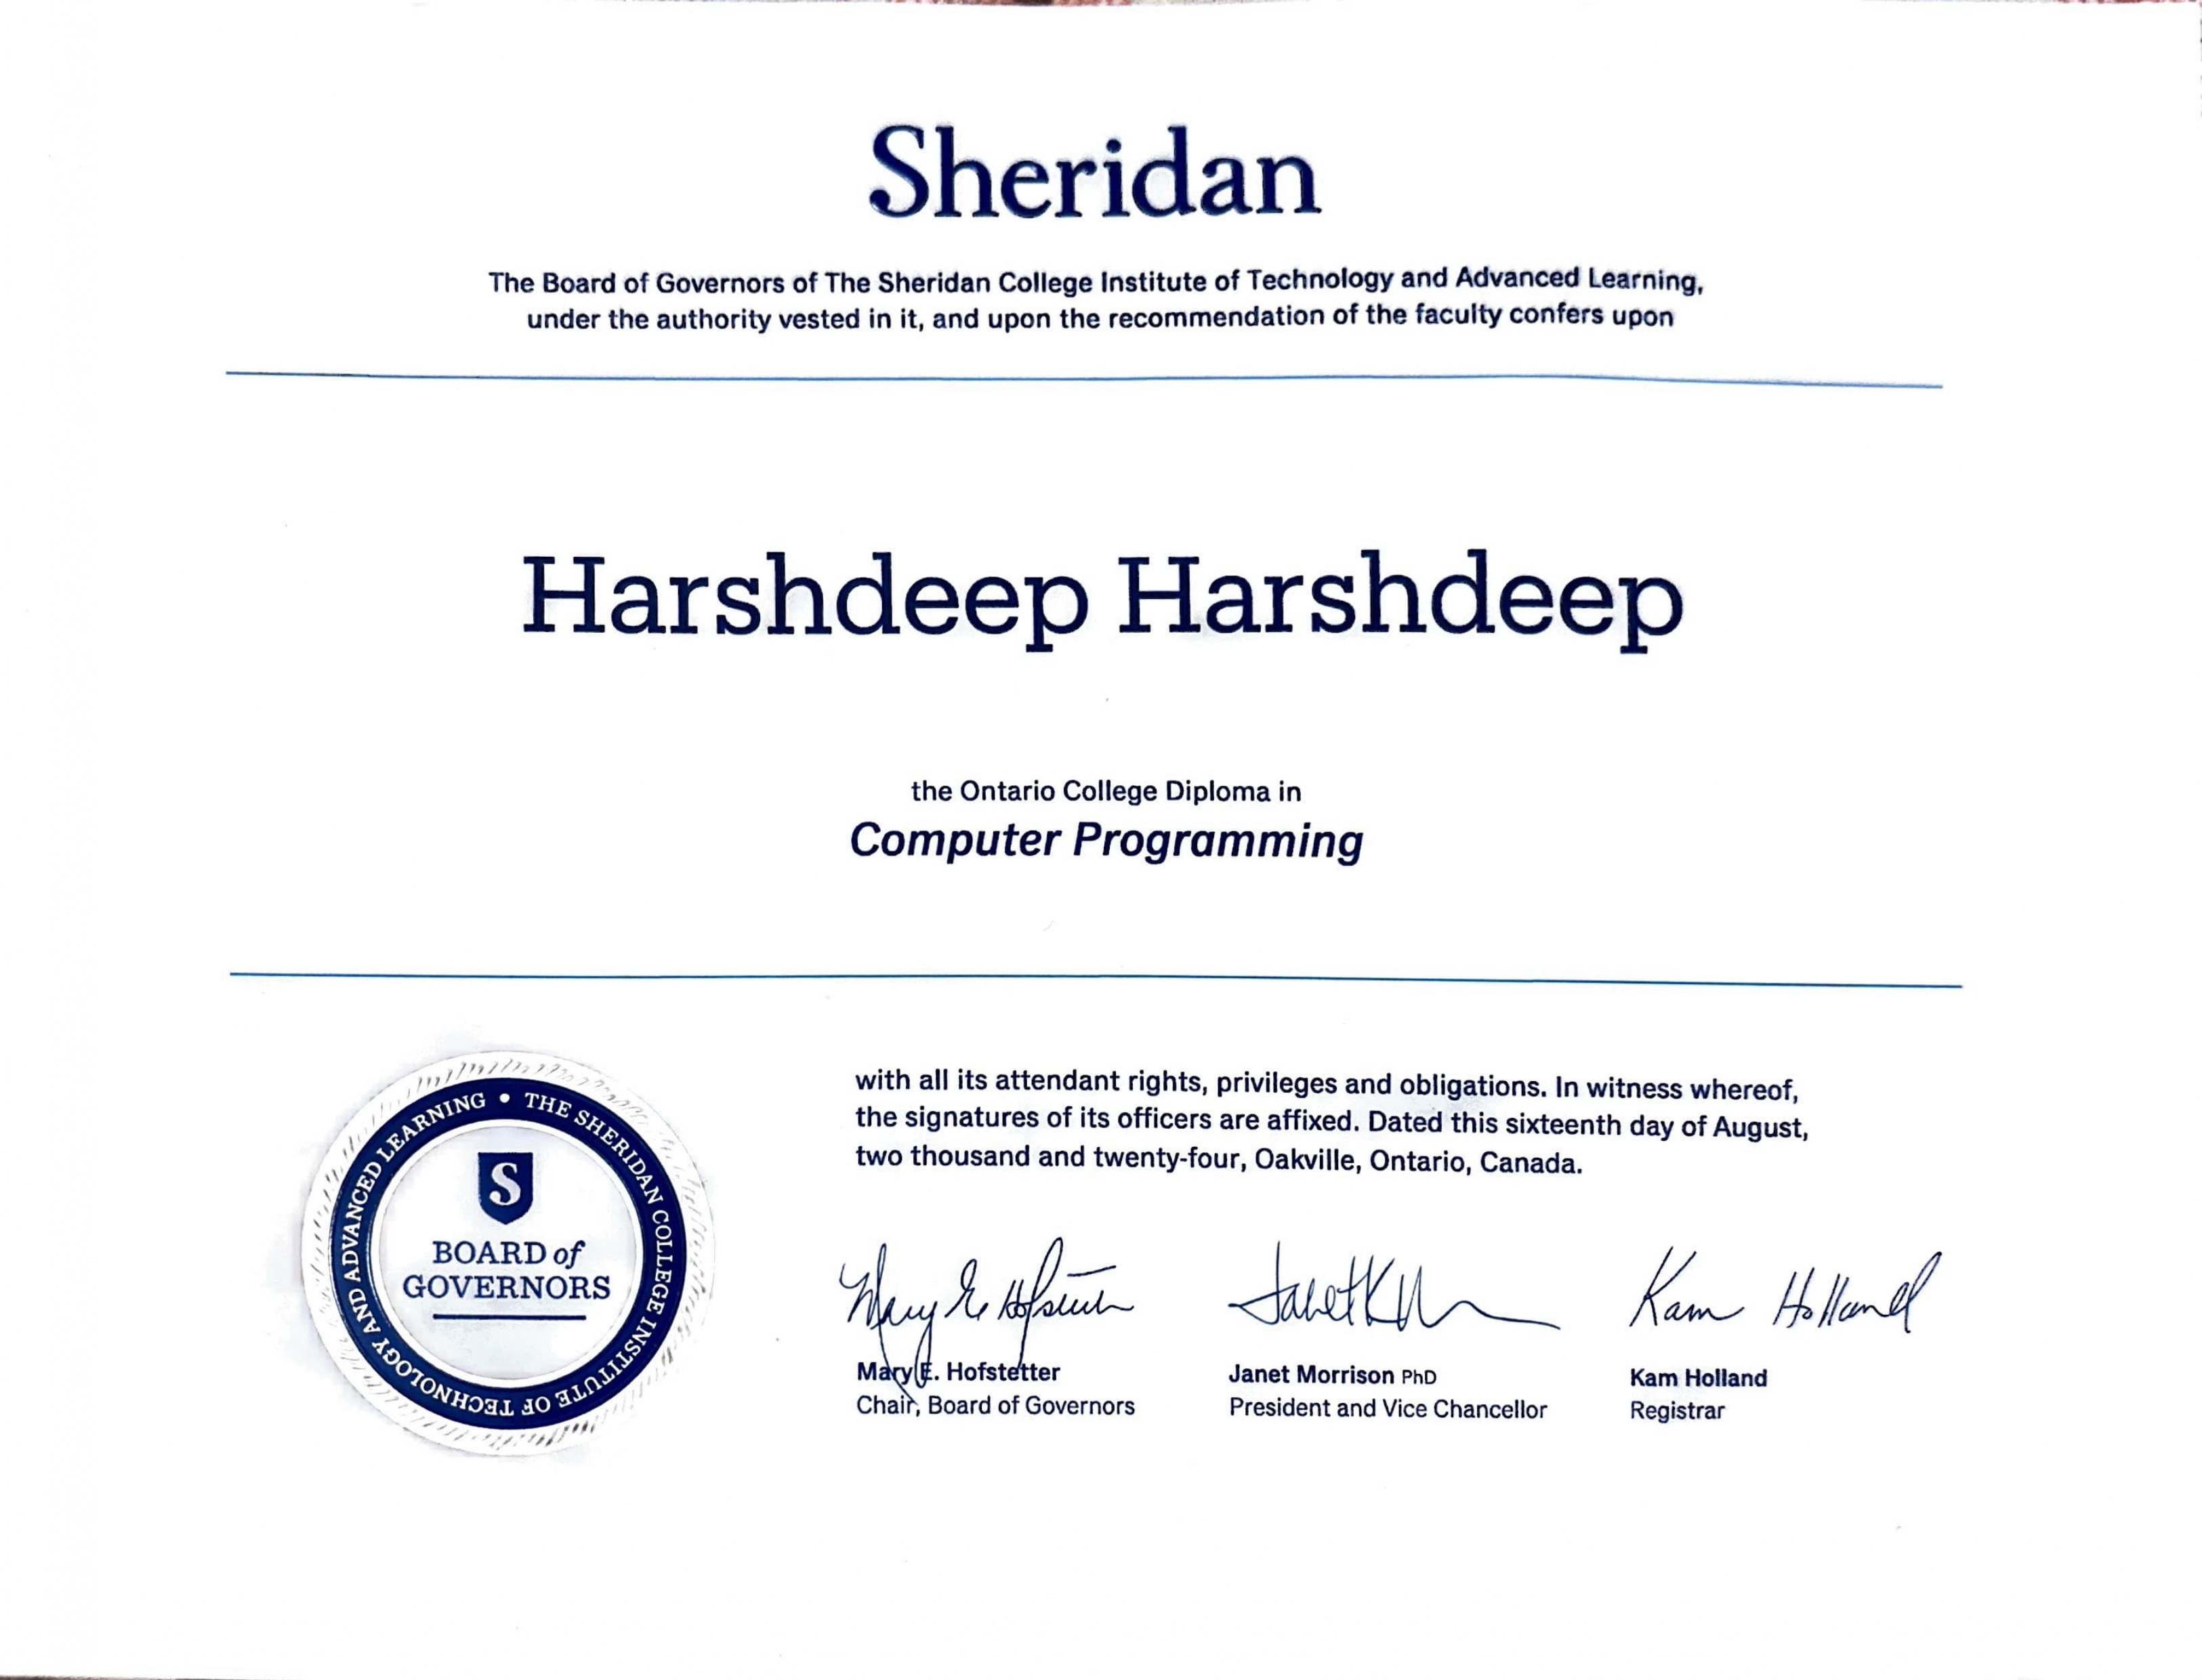 Sheridan
The Board of Governors of The Sheridan College Institute of Technology and Advanced Learning,
under the authority vested in it, and upon the recommendation of the faculty confers upon
Harshdeep Harshdeep
the Ontario College Diploma in
Computer Programming
with all its attendant rights, privileges and obligations. In witness whereof,
the signatures of its officers are affixed. Dated this sixteenth day of August,
two thousand and twenty-four, Oakville, Ontario, Canada.
THE SHERIDAN COLLEGE INSTITUTE OF TECHNOLOGY AND ADVANCED LEARNING •
S
BOARD of
GOVERNORS
Mary E. Hofstetter
Chair, Board of Governors
Janet Morrison PhD
President and Vice Chancellor
Kam Holland
Kam Holland
Registrar